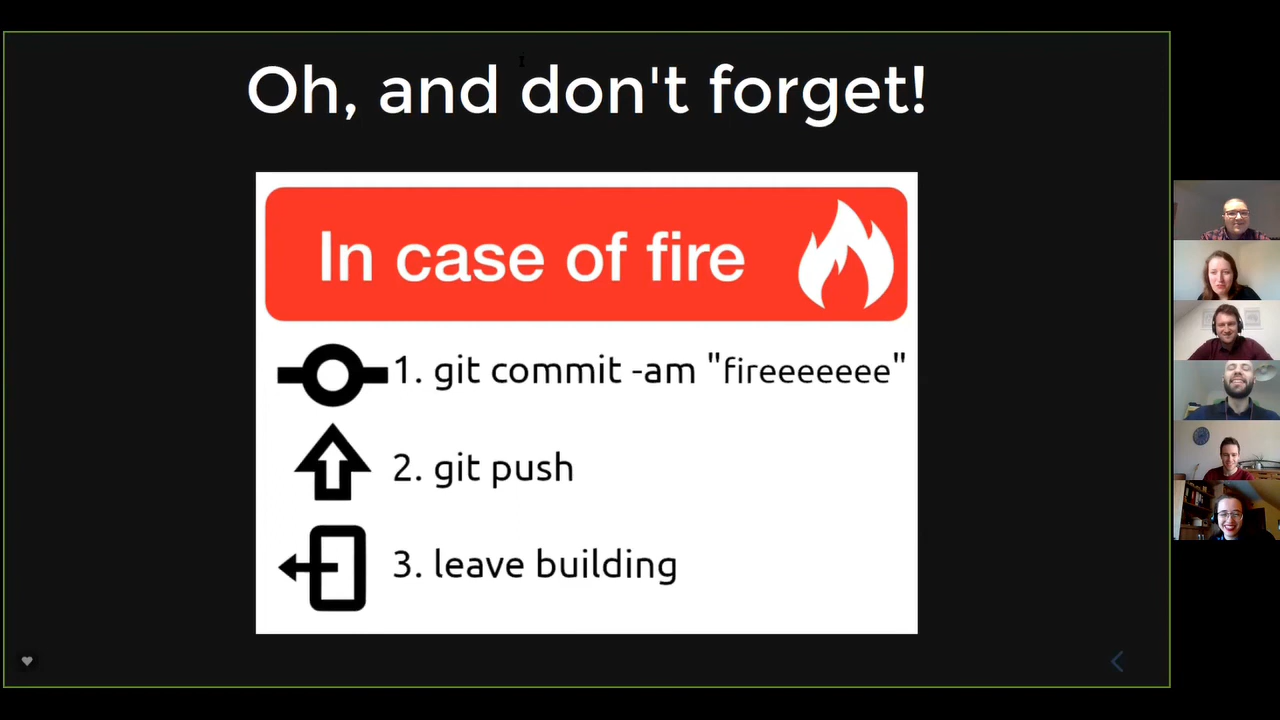 Oh, and don't forget!
In case of fire
1. git commit -am "fireeeeeee"
2. git push
3. leave building